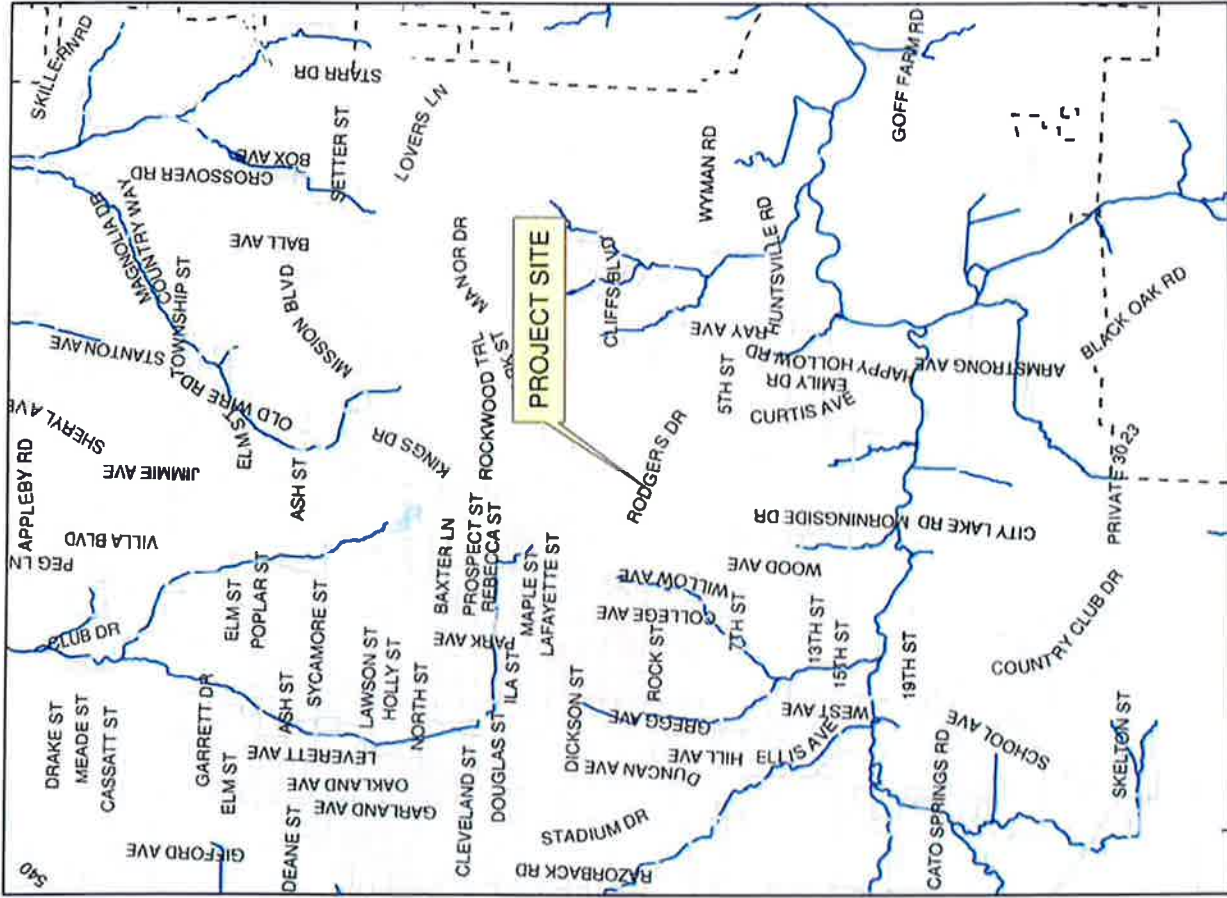 SKILLERN RD
STARR DR
LOVERS LN
SETTER ST
BOX AVE
CROSSOVER RD
MAGNOLIA DR
COUNTRY WAY
BALL AVE
TOWNSHIP ST
MISSION BLVD
STANTON AVE
OLD WIRE RD
SHERYL AVE
APPLEBY RD
JIMMIE AVE
ELM ST
ASH ST
KINGS DR
MANOR DR
ROCKWOOD TRL
PROJECT SITE
WYMAN RD
GOFF FARM RD
CLIFFS BLVD
HUNTSVILLE RD
RAY AVE
HAPPY HOLLOW RD
5TH ST
EMILY DR
CURTIS AVE
ARMSTRONG AVE
BLACK OAK RD
RODGERS DR
PEG LN
VILLA BLVD
CLUB DR
ELM ST
POPLAR ST
SYCAMORE ST
BAXTER LN
PROSPECT ST
REBECCA ST
MAPLE ST
LAFAYETTE ST
PARK AVE
ILA ST
WILLOW AVE
COLLEGE AVE
ROCK ST
7TH ST
WOOD AVE
MORNINGSIDE DR
CITY LAKE RD
PRIVATE 3023
13TH ST
15TH ST
19TH ST
COUNTRY CLUB DR
DRAKE ST
MEADE ST
CASSATT ST
GARRETT DR
ELM ST
ASH ST
LAWSON ST
HOLLY ST
NORTH ST
LEVERETT AVE
OAKLAND AVE
GARLAND AVE
DEANE ST
GIFFORD AVE
540
CLEVELAND ST
DOUGLAS ST
DICKSON ST
GREGG AVE
HILL AVE
DUNCAN AVE
STADIUM DR
RAZORBACK RD
WEST AVE
ELLIS AVE
CATO SPRINGS RD
SCHOOL AVE
SKELTON ST